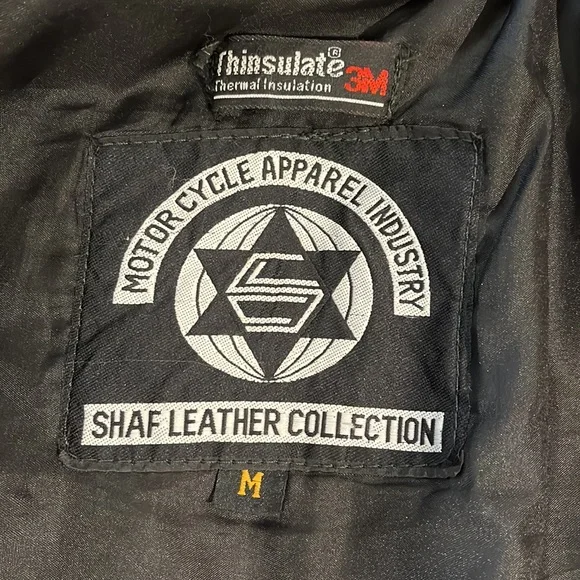 Thinsulate®
Thermal Insulation
3M
MOTOR CYCLE APPAREL INDUSTRY
SHAF LEATHER COLLECTION
M